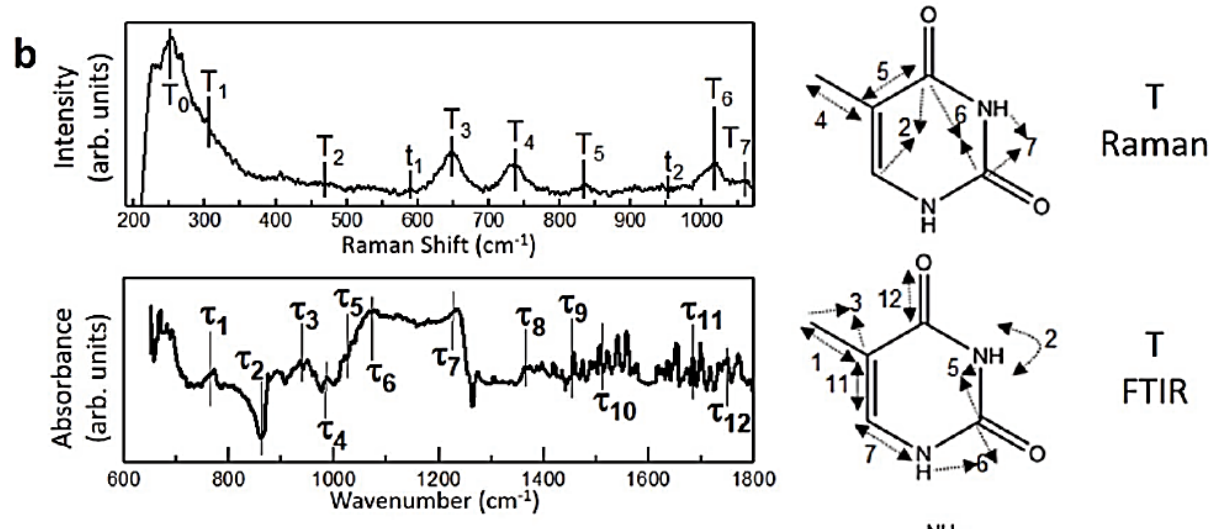 b
Intensity
(arb. units)
T0
T1
T2
t1
T3
T4
T5
t2
T6
T7
200 300 400 500 600 700 800 900 1000
Raman Shift (cm-1)
O
5
NH
4
2
6
7
N
H
O
T
Raman
Absorbance
(arb. units)
τ1
τ2
τ3
τ4
τ5
τ6
τ7
τ8
τ9
τ10
τ11
τ12
600 800 1000 1200 1400 1600 1800
Wavenumber (cm-1)
O
3
12
NH
2
1
5
11
7
N
H
6
O
T
FTIR